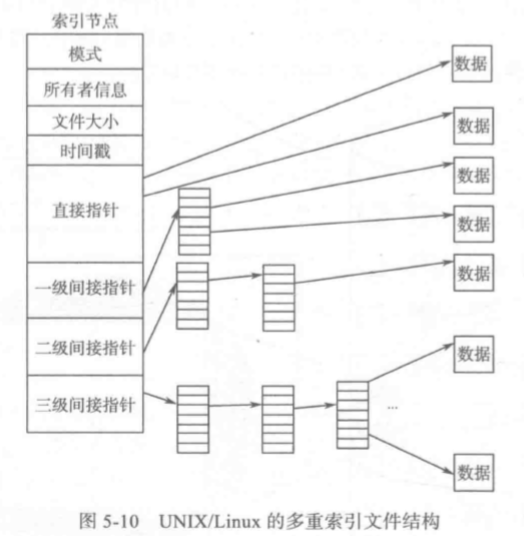 索引节点
模式
所有者信息
文件大小
时间戳
直接指针
一级间接指针
二级间接指针
三级间接指针
数据
数据
数据
数据
数据
数据
...
数据
图 5-10 UNIX/Linux 的多重索引文件结构